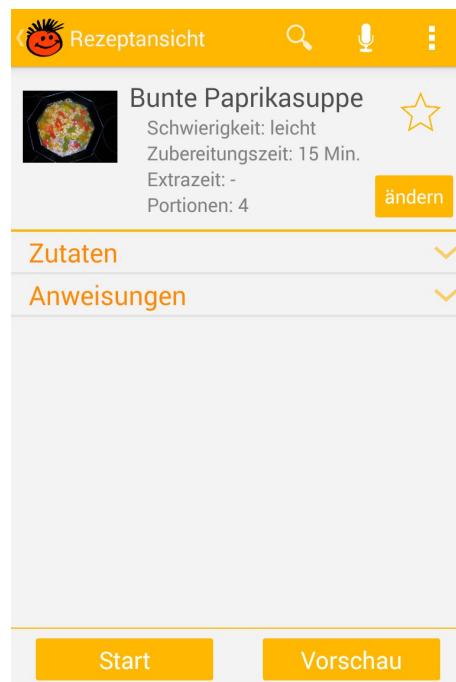 Rezeptansicht
Bunte Paprikasuppe
Schwierigkeit: leicht
Zubereitungszeit: 15 Min.
Extrazeit: -
Portionen: 4
ändern
Zutaten
Anweisungen
Start
Vorschau